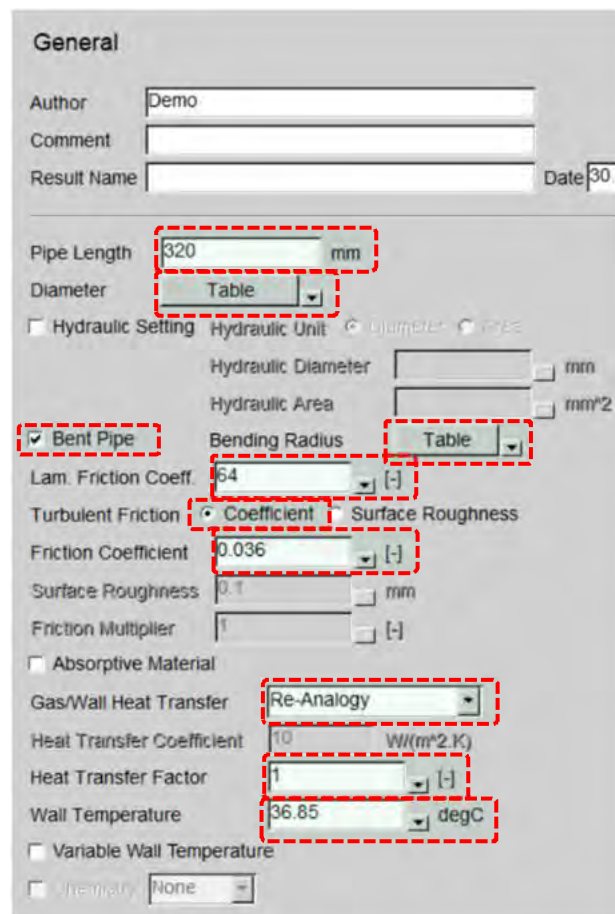 General
Author Demo
Comment
Result Name Date 30.
Pipe Length 320 mm
Diameter Table
Hydraulic Setting Hydraulic Unit Diameter Area
Hydraulic Diameter mm
Hydraulic Area mm^2
Bent Pipe Bending Radius Table
Lam. Friction Coeff. 64 [-]
Turbulent Friction Coefficient Surface Roughness
Friction Coefficient 0.036 [-]
Surface Roughness 0.1 mm
Friction Multiplier 1 [-]
Absorptive Material
Gas/Wall Heat Transfer Re-Analogy
Heat Transfer Coefficient 10 W/(m^2.K)
Heat Transfer Factor 1 [-]
Wall Temperature 36.85 degC
Variable Wall Temperature
Chemistry None